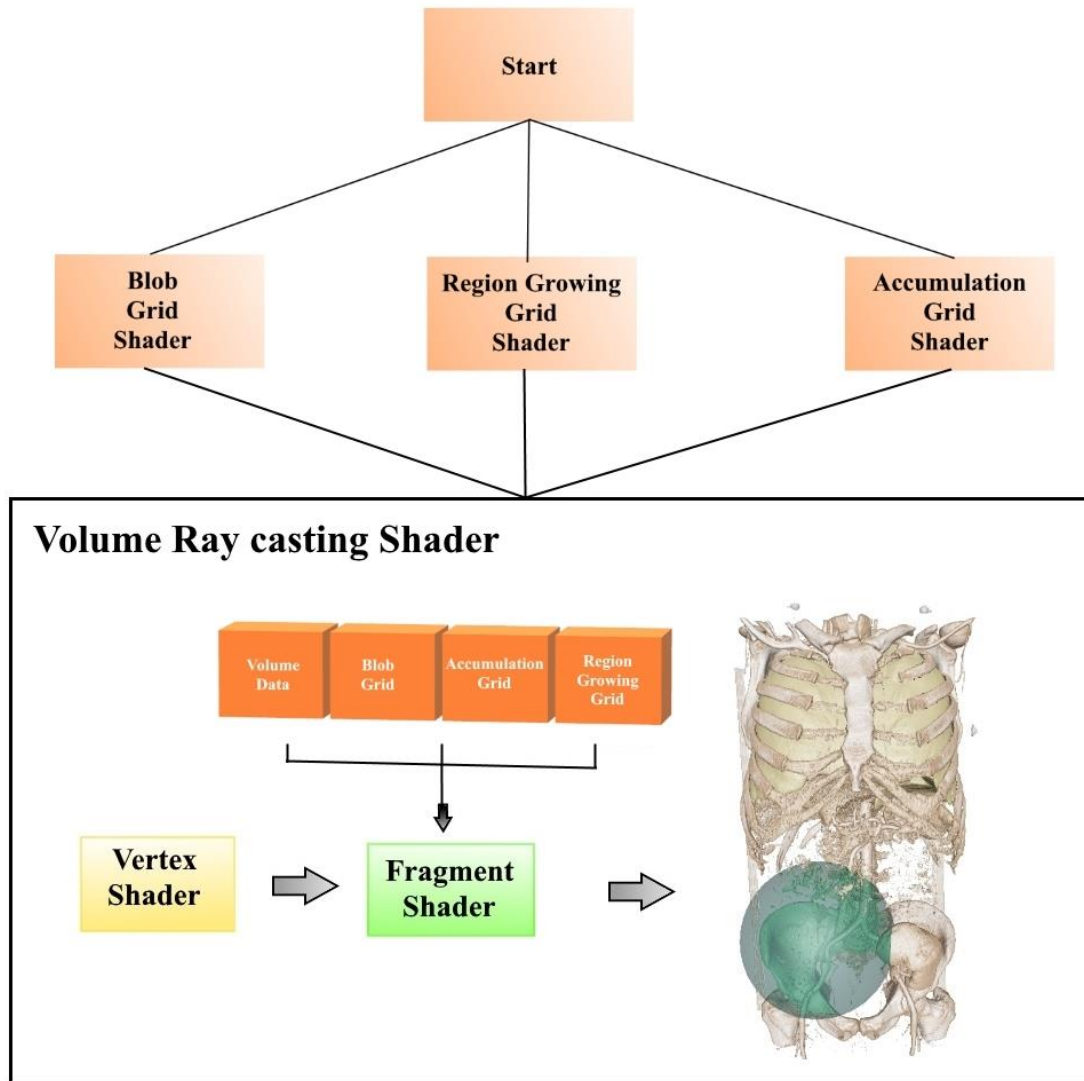 Start
Blob
Grid
Shader
Region Growing
Grid
Shader
Accumulation
Grid
Shader
Volume Ray casting Shader
Volume
Data
Blob
Grid
Accumulation
Grid
Region
Growing
Grid
Vertex
Shader
Fragment
Shader